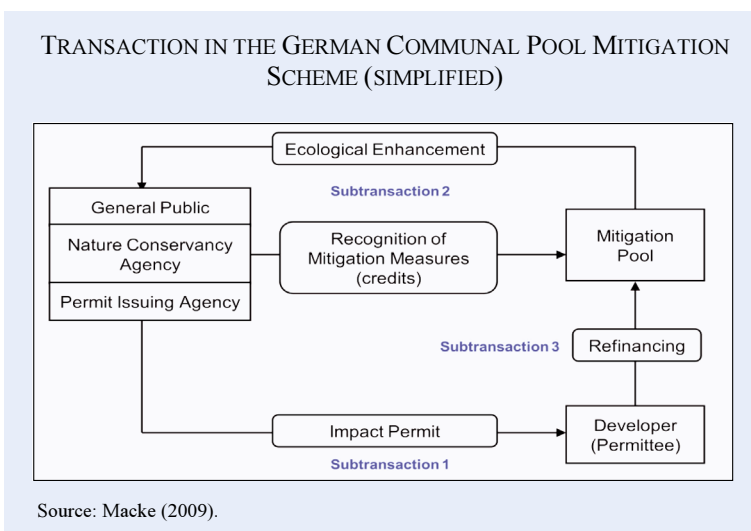 TRANSACTION IN THE GERMAN COMMUNAL POOL MITIGATION
SCHEME (SIMPLIFIED)
Ecological Enhancement
Subtransaction 2
General Public
Nature Conservancy
Agency
Permit Issuing Agency
Recognition of
Mitigation Measures
(credits)
Mitigation
Pool
Subtransaction 3
Refinancing
Impact Permit
Subtransaction 1
Developer
(Permittee)
Source: Macke (2009).